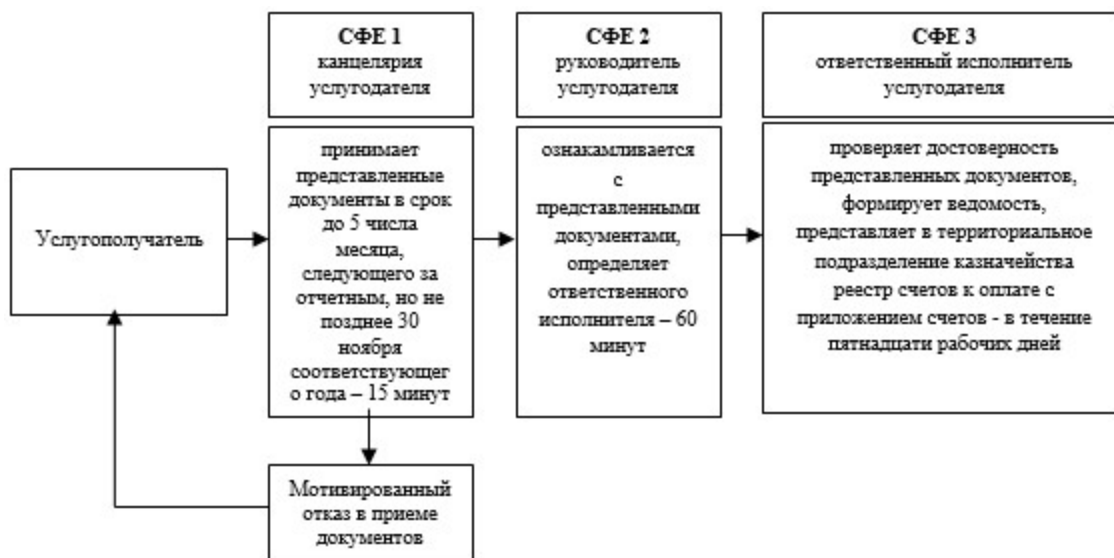 СФЕ 1
канцелярия
услугодателя
СФЕ 2
руководитель
услугодателя
СФЕ 3
ответственный исполнитель
услугодателя
Услугополучатель
принимает
представленные
документы в срок
до 5 числа
месяца,
следующего за
отчетным, но не
позднее 30
ноября
соответствующег
о года – 15 минут
ознакамливается
с
представленными
документами,
определяет
ответственного
исполнителя – 60
минут
проверяет достоверность
представленных документов,
формирует ведомость,
представляет в территориальное
подразделение казначейства
реестр счетов к оплате с
приложением счетов - в течение
пятнадцати рабочих дней
Мотивированный
отказ в приеме
документов